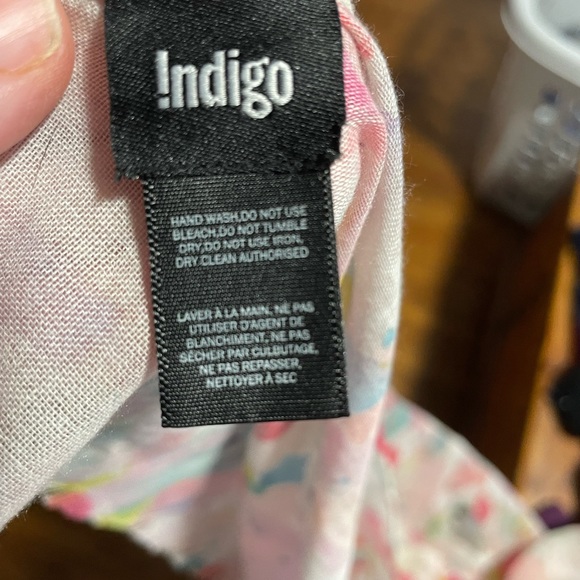 !ndigo
HAND WASH,DO NOT USE
BLEACH,DO NOT TUMBLE
DRY,DO NOT USE IRON,
DRY CLEAN AUTHORISED
LAVER À LA MAIN, NE PAS
UTILISER D'AGENT DE
BLANCHIMENT, NE PAS
SÉCHER PAR CULBUTAGE,
NE PAS REPASSER,
NETTOYER À SEC